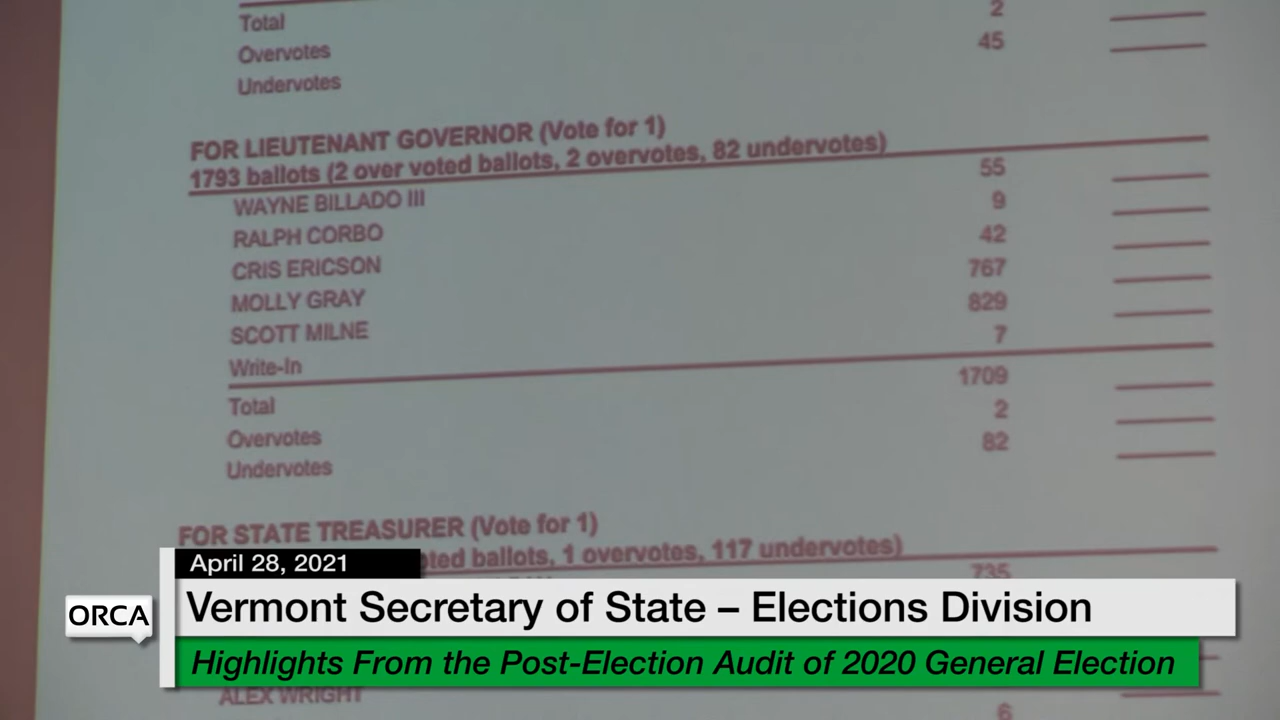 Total 2
Overvotes 45
Undervotes
FOR LIEUTENANT GOVERNOR (Vote for 1)
1793 ballots (2 over voted ballots, 2 overvotes, 82 undervotes)
WAYNE BILLADO III 55
RALPH CORBO 9
CRIS ERICSON 42
MOLLY GRAY 767
SCOTT MILNE 829
Write-In 7
Total 1709
Overvotes 2
Undervotes 82
FOR STATE TREASURER (Vote for 1)
ted ballots, 1 overvotes, 117 undervotes)
735
April 28, 2021
ORCA
Vermont Secretary of State – Elections Division
Highlights From the Post-Election Audit of 2020 General Election
ALEX WRIGHT
6